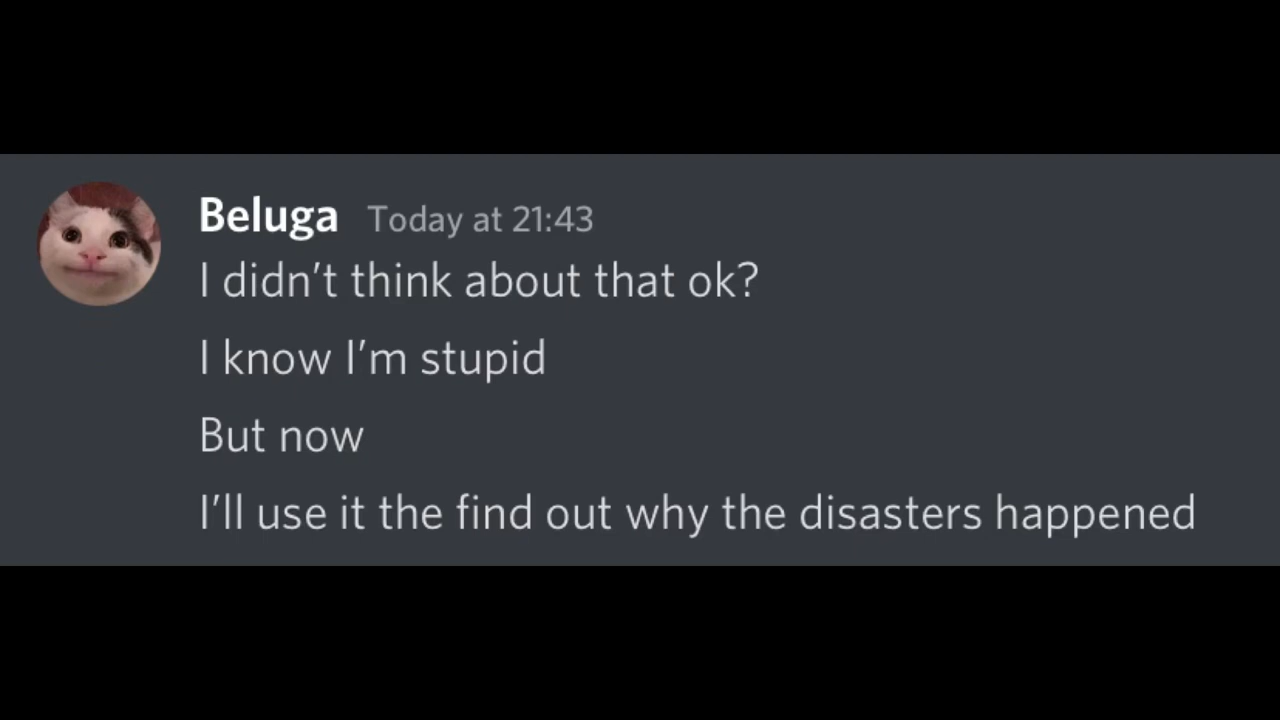 Beluga Today at 21:43
I didn't think about that ok?
I know I'm stupid
But now
I'll use it the find out why the disasters happened